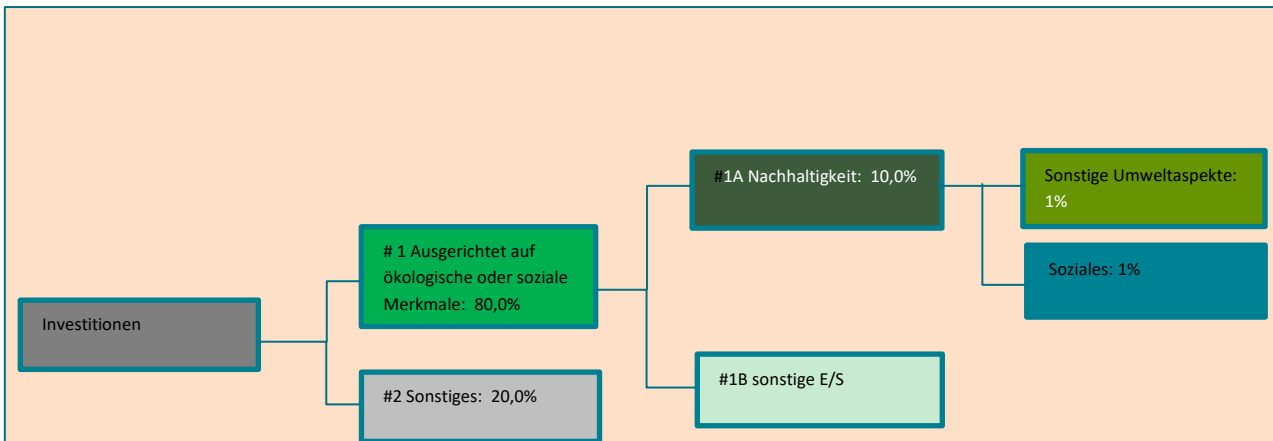 #1A Nachhaltigkeit: 10,0%
Sonstige Umweltaspekte:
1%
# 1 Ausgerichtet auf
ökologische oder soziale
Merkmale: 80,0%
Soziales: 1%
Investitionen
#2 Sonstiges: 20,0%
#1B sonstige E/S